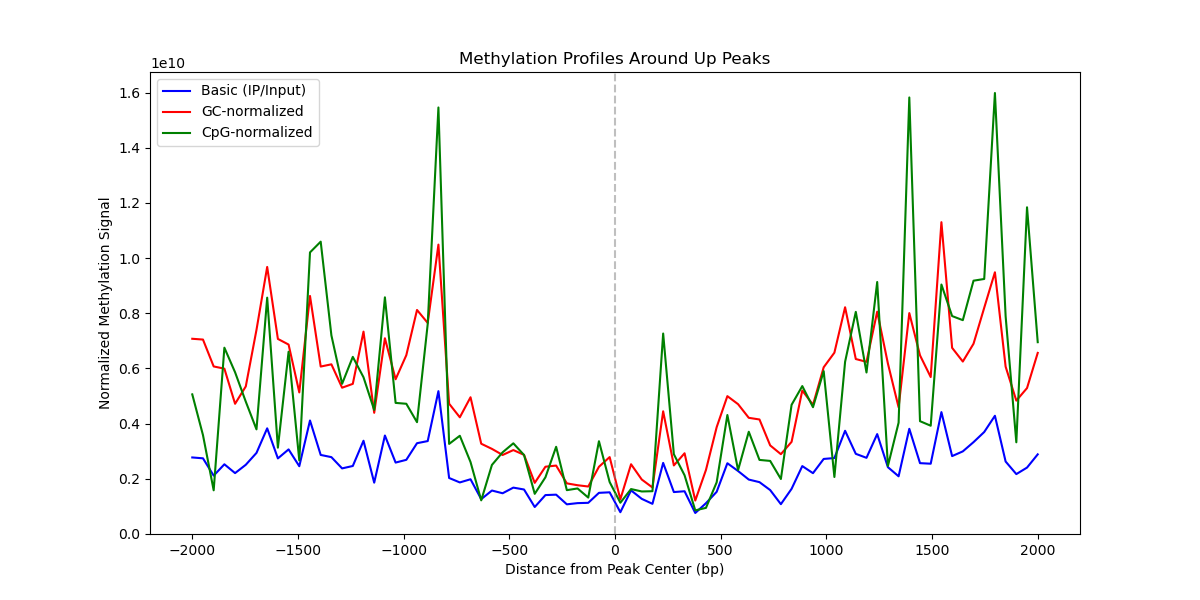 Methylation Profiles Around Up Peaks
1e10
Basic (IP/Input)
GC-normalized
CpG-normalized
Normalized Methylation Signal
1.6
1.4
1.2
1.0
0.8
0.6
0.4
0.2
0.0
−2000 −1500 −1000 −500 0 500 1000 1500 2000
Distance from Peak Center (bp)